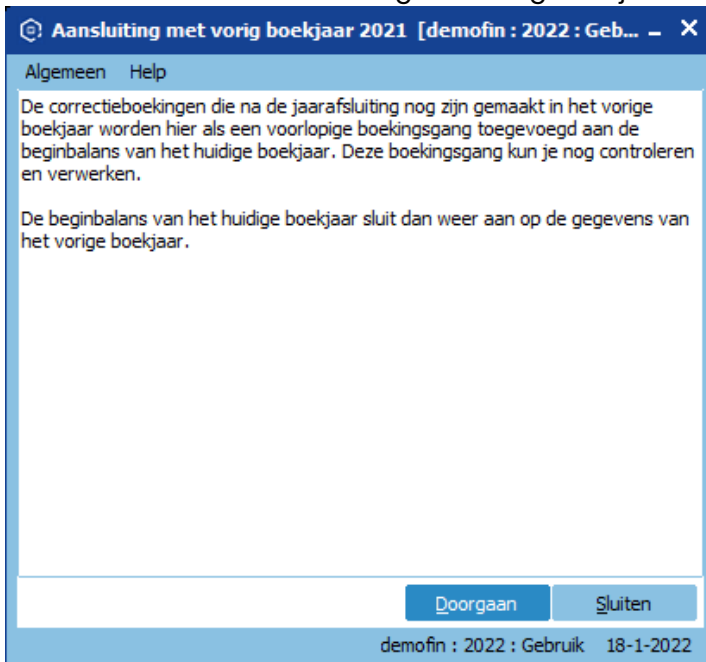 Aansluiting met vorig boekjaar 2021 [demofin : 2022 : Geb...
Algemeen Help
De correctieboekingen die na de jaarafsluiting nog zijn gemaakt in het vorige
boekjaar worden hier als een voorlopige boekingsgang toegevoegd aan de
beginbalans van het huidige boekjaar. Deze boekingsgang kun je nog controleren
en verwerken.
De beginbalans van het huidige boekjaar sluit dan weer aan op de gegevens van
het vorige boekjaar.
Doorgaan Sluiten
demofin : 2022 : Gebruik 18-1-2022